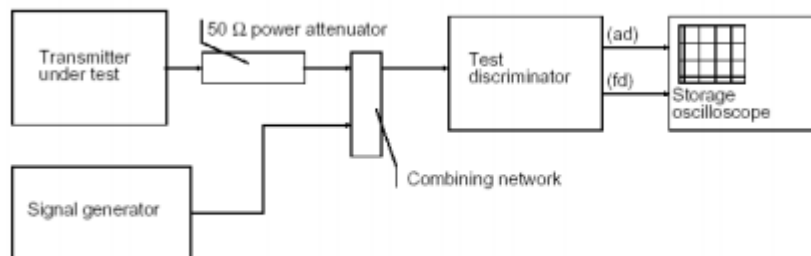 50 Ω power attenuator
Transmitter
under test
Test
discriminator
(ad)
(fd)
Storage
oscilloscope
Combining network
Signal generator